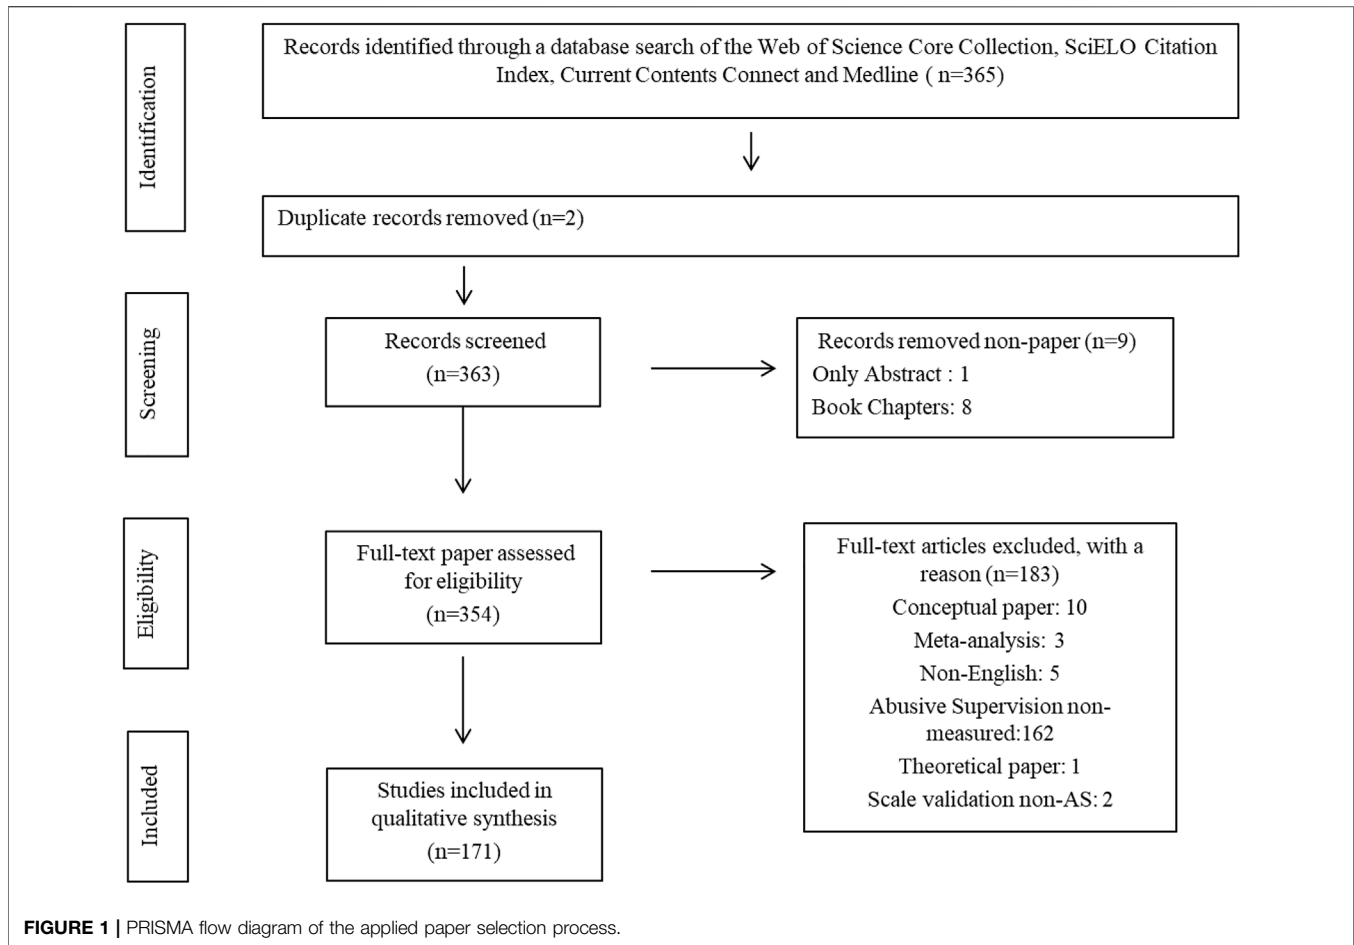 Identification
Records identified through a database search of the Web of Science Core Collection, SciELO Citation
Index, Current Contents Connect and Medline ( n=365)
Duplicate records removed (n=2)
Screening
Records screened
(n=363)
Records removed non-paper (n=9)
Only Abstract : 1
Book Chapters: 8
Eligibility
Full-text paper assessed
for eligibility
(n=354)
Full-text articles excluded, with a
reason (n=183)
Conceptual paper: 10
Meta-analysis: 3
Non-English: 5
Abusive Supervision non-
measured:162
Theoretical paper: 1
Scale validation non-AS: 2
Included
Studies included in
qualitative synthesis
(n=171)
FIGURE 1 | PRISMA flow diagram of the applied paper selection process.